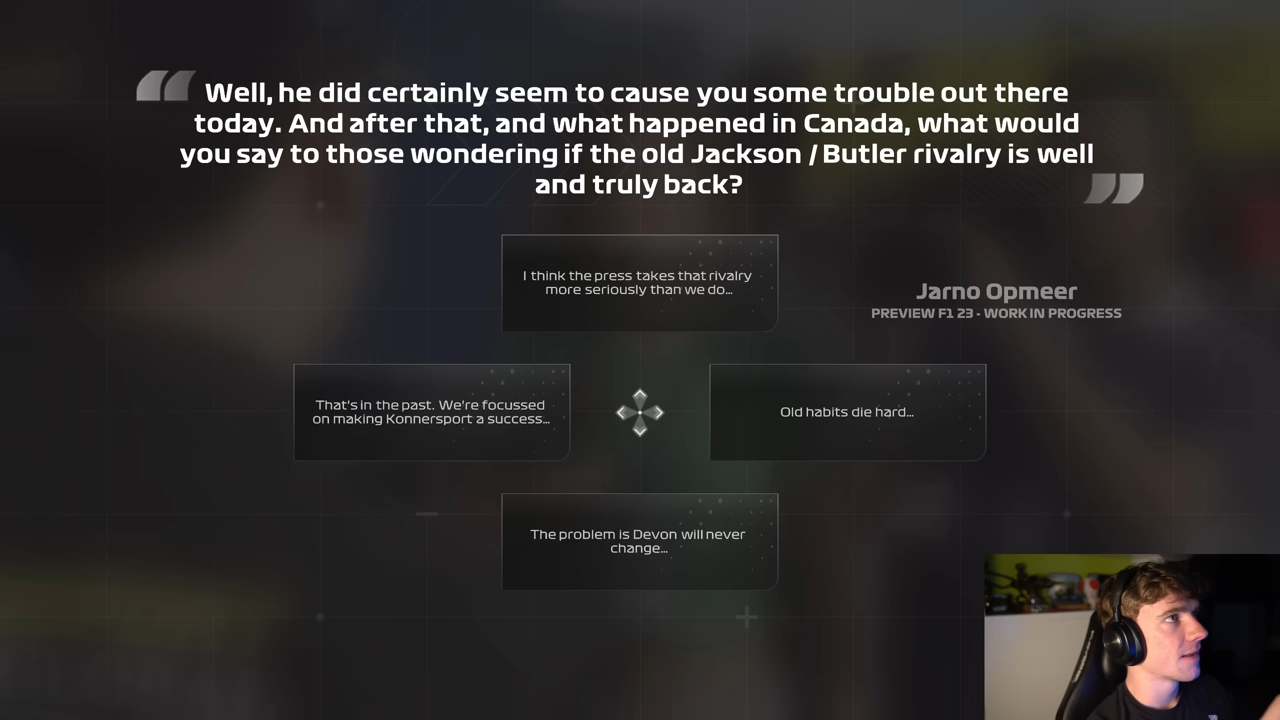 Well, he did certainly seem to cause you some trouble out there
today. And after that, and what happened in Canada, what would
you say to those wondering if the old Jackson / Butler rivalry is well
and truly back?
I think the press takes that rivalry
more seriously than we do...
Jarno Opmeer
PREVIEW F1 23 - WORK IN PROGRESS
That's in the past. We're focussed
on making Konnersport a success...
Old habits die hard...
The problem is Devon will never
change...